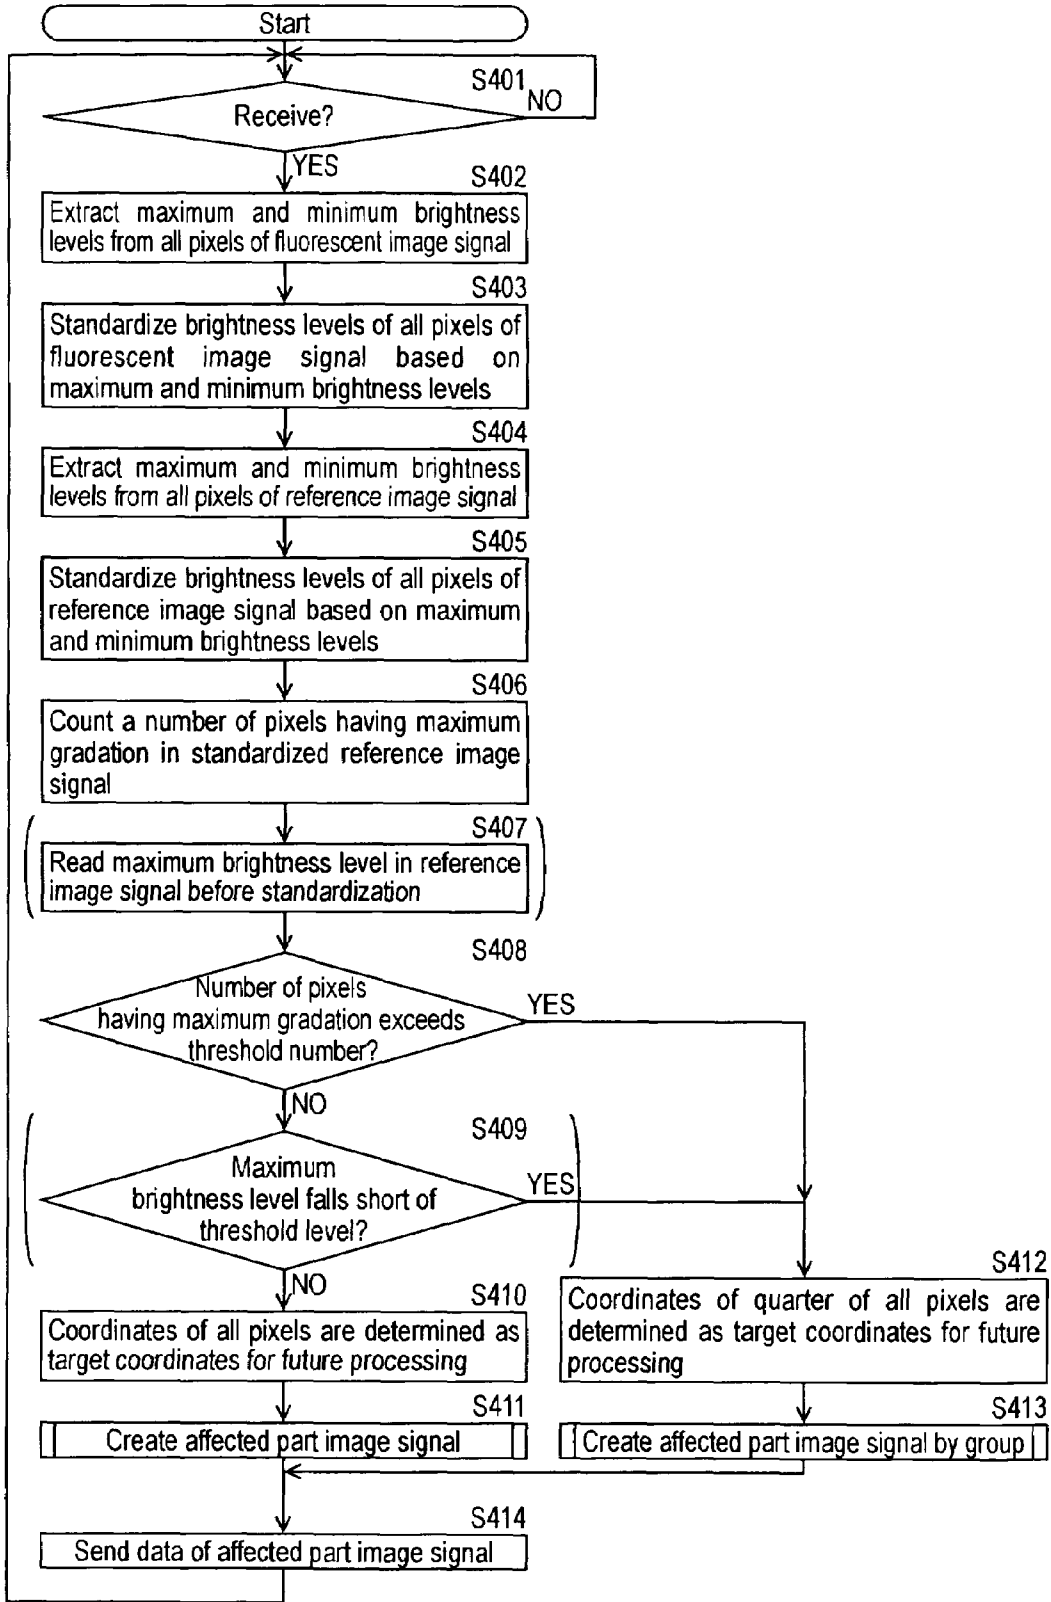 Start
S401
Receive?
NO
YES
S402
Extract maximum and minimum brightness
levels from all pixels of fluorescent image signal
S403
Standardize brightness levels of all pixels of
fluorescent image signal based on
maximum and minimum brightness levels
S404
Extract maximum and minimum brightness
levels from all pixels of reference image signal
S405
Standardize brightness levels of all pixels of
reference image signal based on maximum
and minimum brightness levels
S406
Count a number of pixels having maximum
gradation in standardized reference image
signal
S407
Read maximum brightness level in reference
image signal before standardization
S408
Number of pixels
having maximum gradation exceeds
threshold number?
YES
NO
S409
Maximum
brightness level falls short of
threshold level?
YES
NO
S410
Coordinates of all pixels are determined as
target coordinates for future processing
S411
Create affected part image signal
S412
Coordinates of quarter of all pixels are
determined as target coordinates for future
processing
S413
Create affected part image signal by group
S414
Send data of affected part image signal